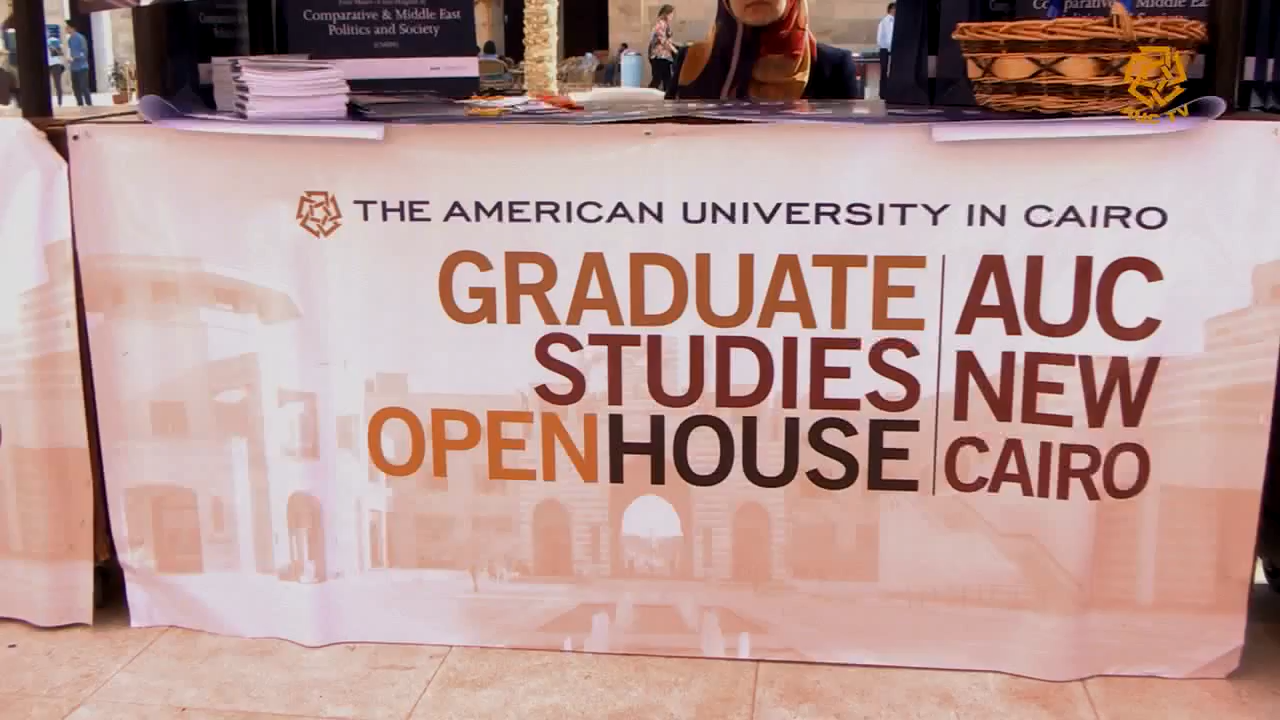 Comparative & Middle East
Politics and Society
THE AMERICAN UNIVERSITY IN CAIRO
GRADUATE
STUDIES
OPENHOUSE
AUC
NEW
CAIRO